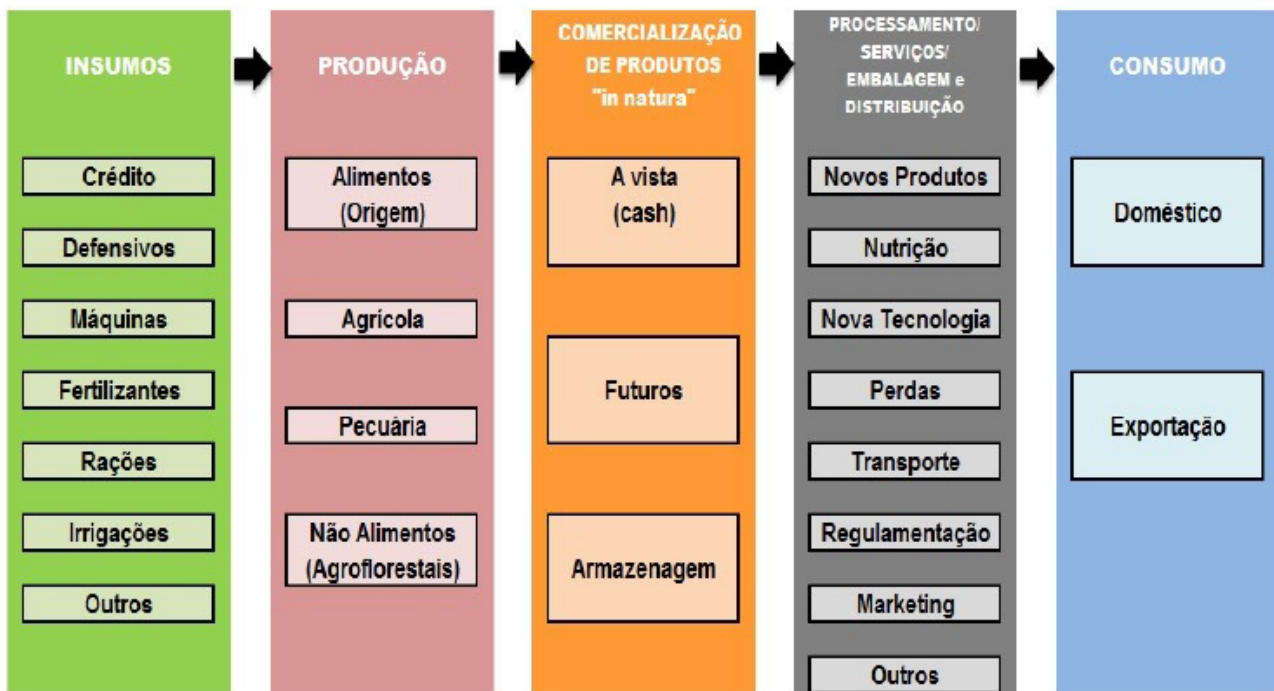 INSUMOS
Crédito
Defensivos
Máquinas
Fertilizantes
Rações
Irrigações
Outros
PRODUÇÃO
Alimentos
(Origem)
Agrícola
Pecuária
Não Alimentos
(Agroflorestais)
COMERCIALIZAÇÃO
DE PRODUTOS
"in natura"
A vista
(cash)
Futuros
Armazenagem
PROCESSAMENTO/
SERVIÇOS/
EMBALAGEM e
DISTRIBUIÇÃO
Novos Produtos
Nutrição
Nova Tecnologia
Perdas
Transporte
Regulamentação
Marketing
Outros
CONSUMO
Doméstico
Exportação